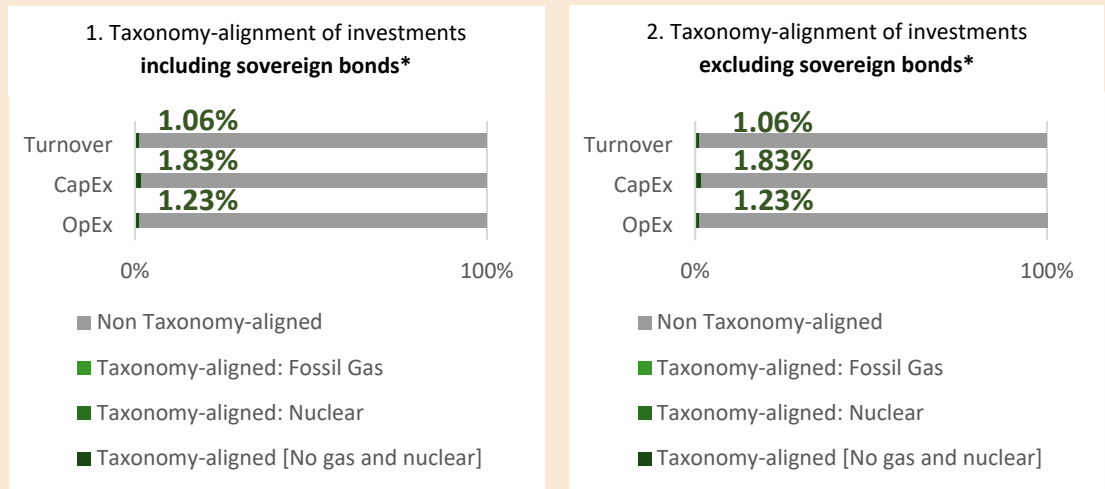 1. Taxonomy-alignment of investments
including sovereign bonds*
1.06%
Turnover
1.83%
CapEx
1.23%
OpEx
0%
100%
Non Taxonomy-aligned
Taxonomy-aligned: Fossil Gas
Taxonomy-aligned: Nuclear
Taxonomy-aligned [No gas and nuclear]
2. Taxonomy-alignment of investments
excluding sovereign bonds*
1.06%
Turnover
1.83%
CapEx
1.23%
OpEx
0%
100%
Non Taxonomy-aligned
Taxonomy-aligned: Fossil Gas
Taxonomy-aligned: Nuclear
Taxonomy-aligned [No gas and nuclear]